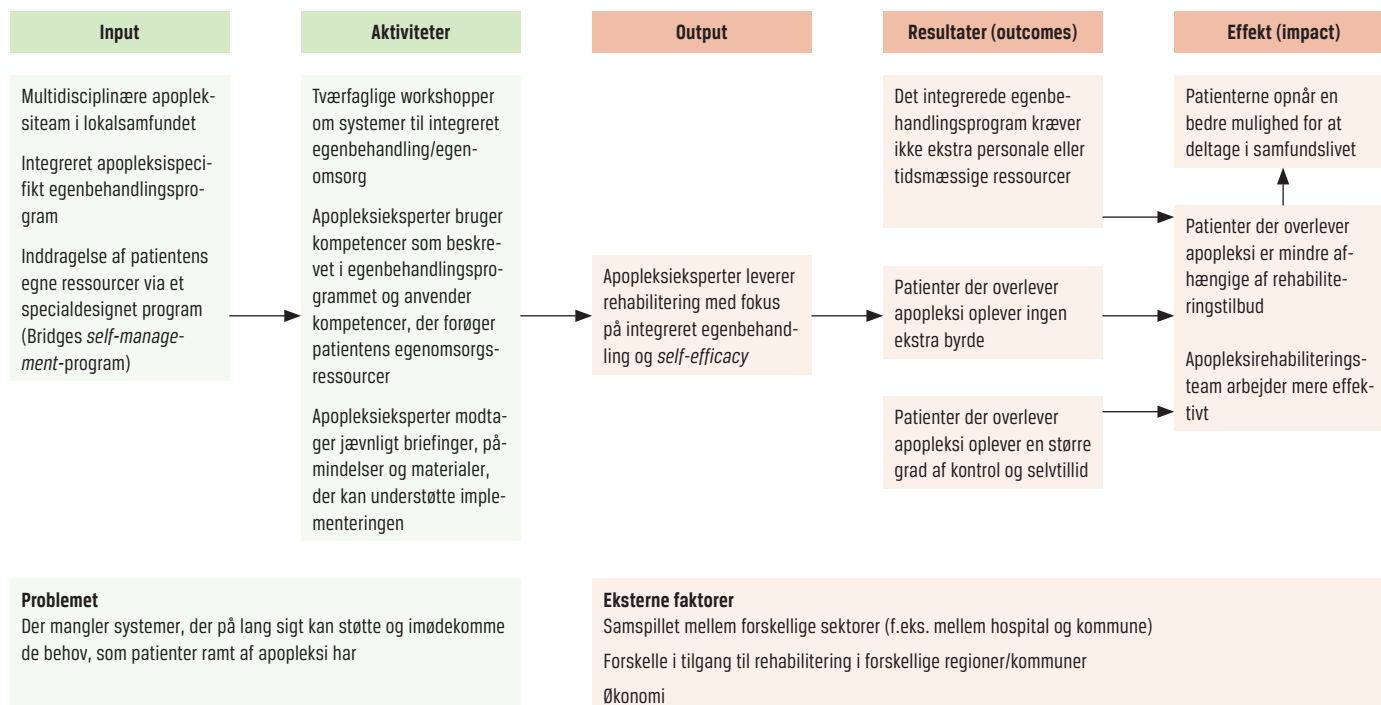 Input
Aktiviteter
Output
Resultater (outcomes)
Effekt (impact)
Multidisciplinære apoplek-
siteam i lokalsamfundet
Integreret apopleksispeci-
fikt egenbehandlingspro-
gram
Inddragelse af patientens
egne ressourcer via et
specialdesignet program
(Bridges self-manage-
ment-program)
Tværfaglige workshopper
om systemer til integreret
egenbehandling/egen-
omsorg
Apopleksieksperter bruger
kompetencer som beskre-
vet i egenbehandlingspro-
grammet og anvender
kompetencer, der forøger
patientens egenomsorgs-
ressourcer
Apopleksieksperter modta-
ger jævnligt briefinger, på-
mindelser og materialer,
der kan understøtte imple-
menteringen
Apopleksieksperter leverer
rehabilitering med fokus
på integreret egenbehand-
ling og self-efficacy
Det integrerede egenbe-
handlingsprogram kræver
ikke ekstra personale eller
tidsmæssige ressourcer
Patienter der overlever
apopleksi oplever ingen
ekstra byrde
Patienter der overlever
apopleksi oplever en større
grad af kontrol og selvtillid
Patienterne opnår en
bedre mulighed for at
deltage i samfundslivet
Patienter der overlever
apopleksi er mindre af-
hængige af rehabilite-
ringstilbud
Apopleksirehabiliterings-
team arbejder mere effek-
tivt
Problemet
Der mangler systemer, der på lang sigt kan støtte og imødekomme
de behov, som patienter ramt af apopleksi har
Eksterne faktorer
Samspillet mellem forskellige sektorer (f.eks. mellem hospital og kommune)
Forskelle i tilgang til rehabilitering i forskellige regioner/kommuner
Økonomi